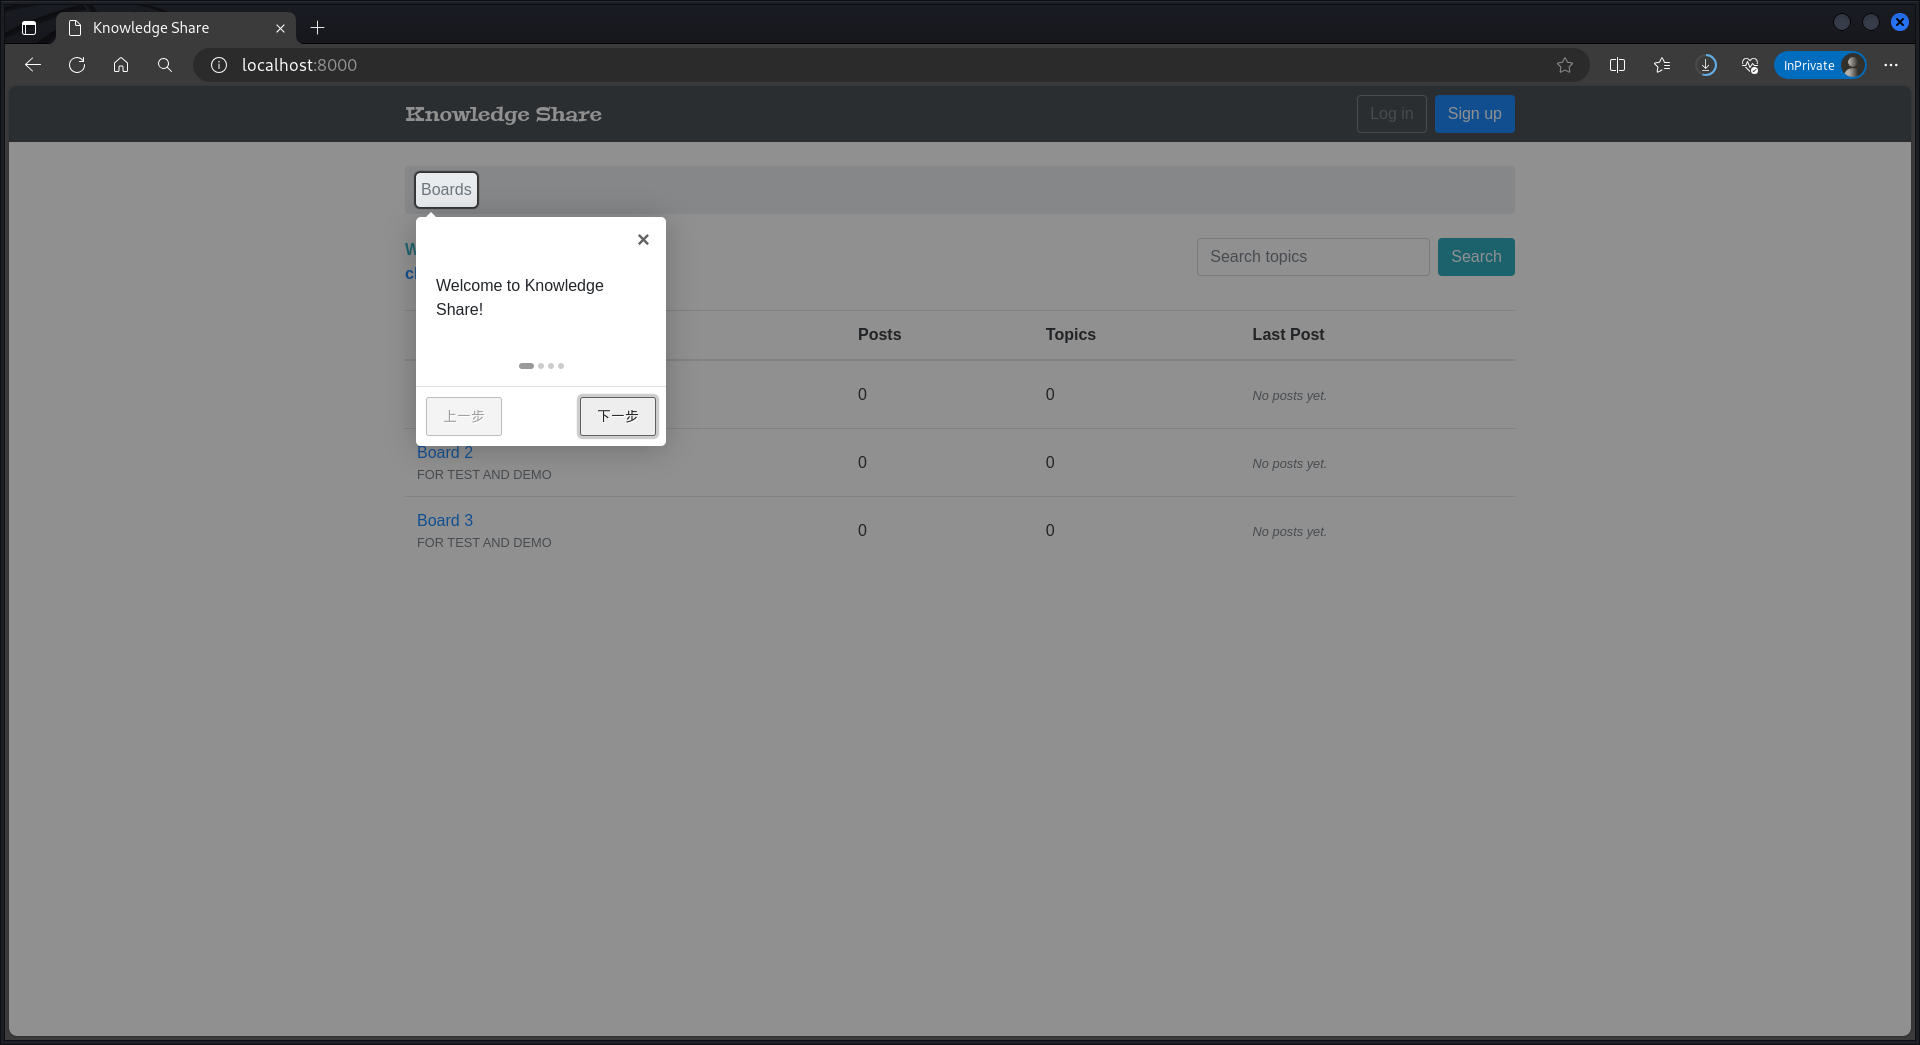 Knowledge Share
localhost:8000
InPrivate
Knowledge Share
Log in
Sign up
Boards
Search topics
Search
Welcome to Knowledge
Share!
上一步
下一步
Posts
Topics
Last Post
0
0
No posts yet.
Board 2
FOR TEST AND DEMO
0
0
No posts yet.
Board 3
FOR TEST AND DEMO
0
0
No posts yet.